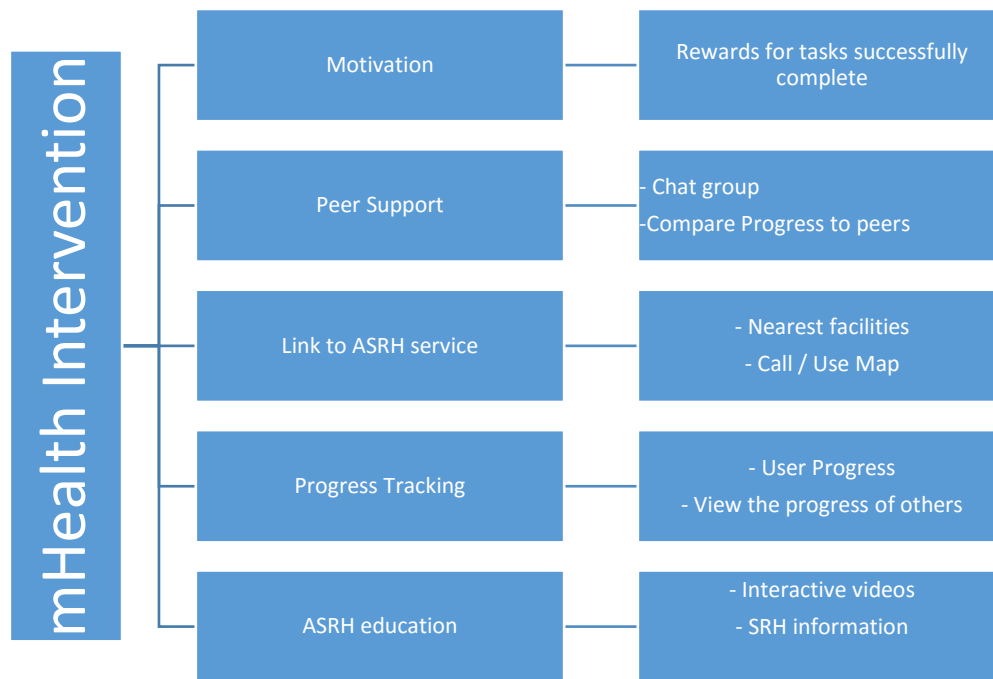 mHealth Intervention
Motivation
Rewards for tasks successfully
complete
Peer Support
- Chat group
-Compare Progress to peers
Link to ASRH service
- Nearest facilities
- Call / Use Map
Progress Tracking
- User Progress
- View the progress of others
ASRH education
- Interactive videos
- SRH information